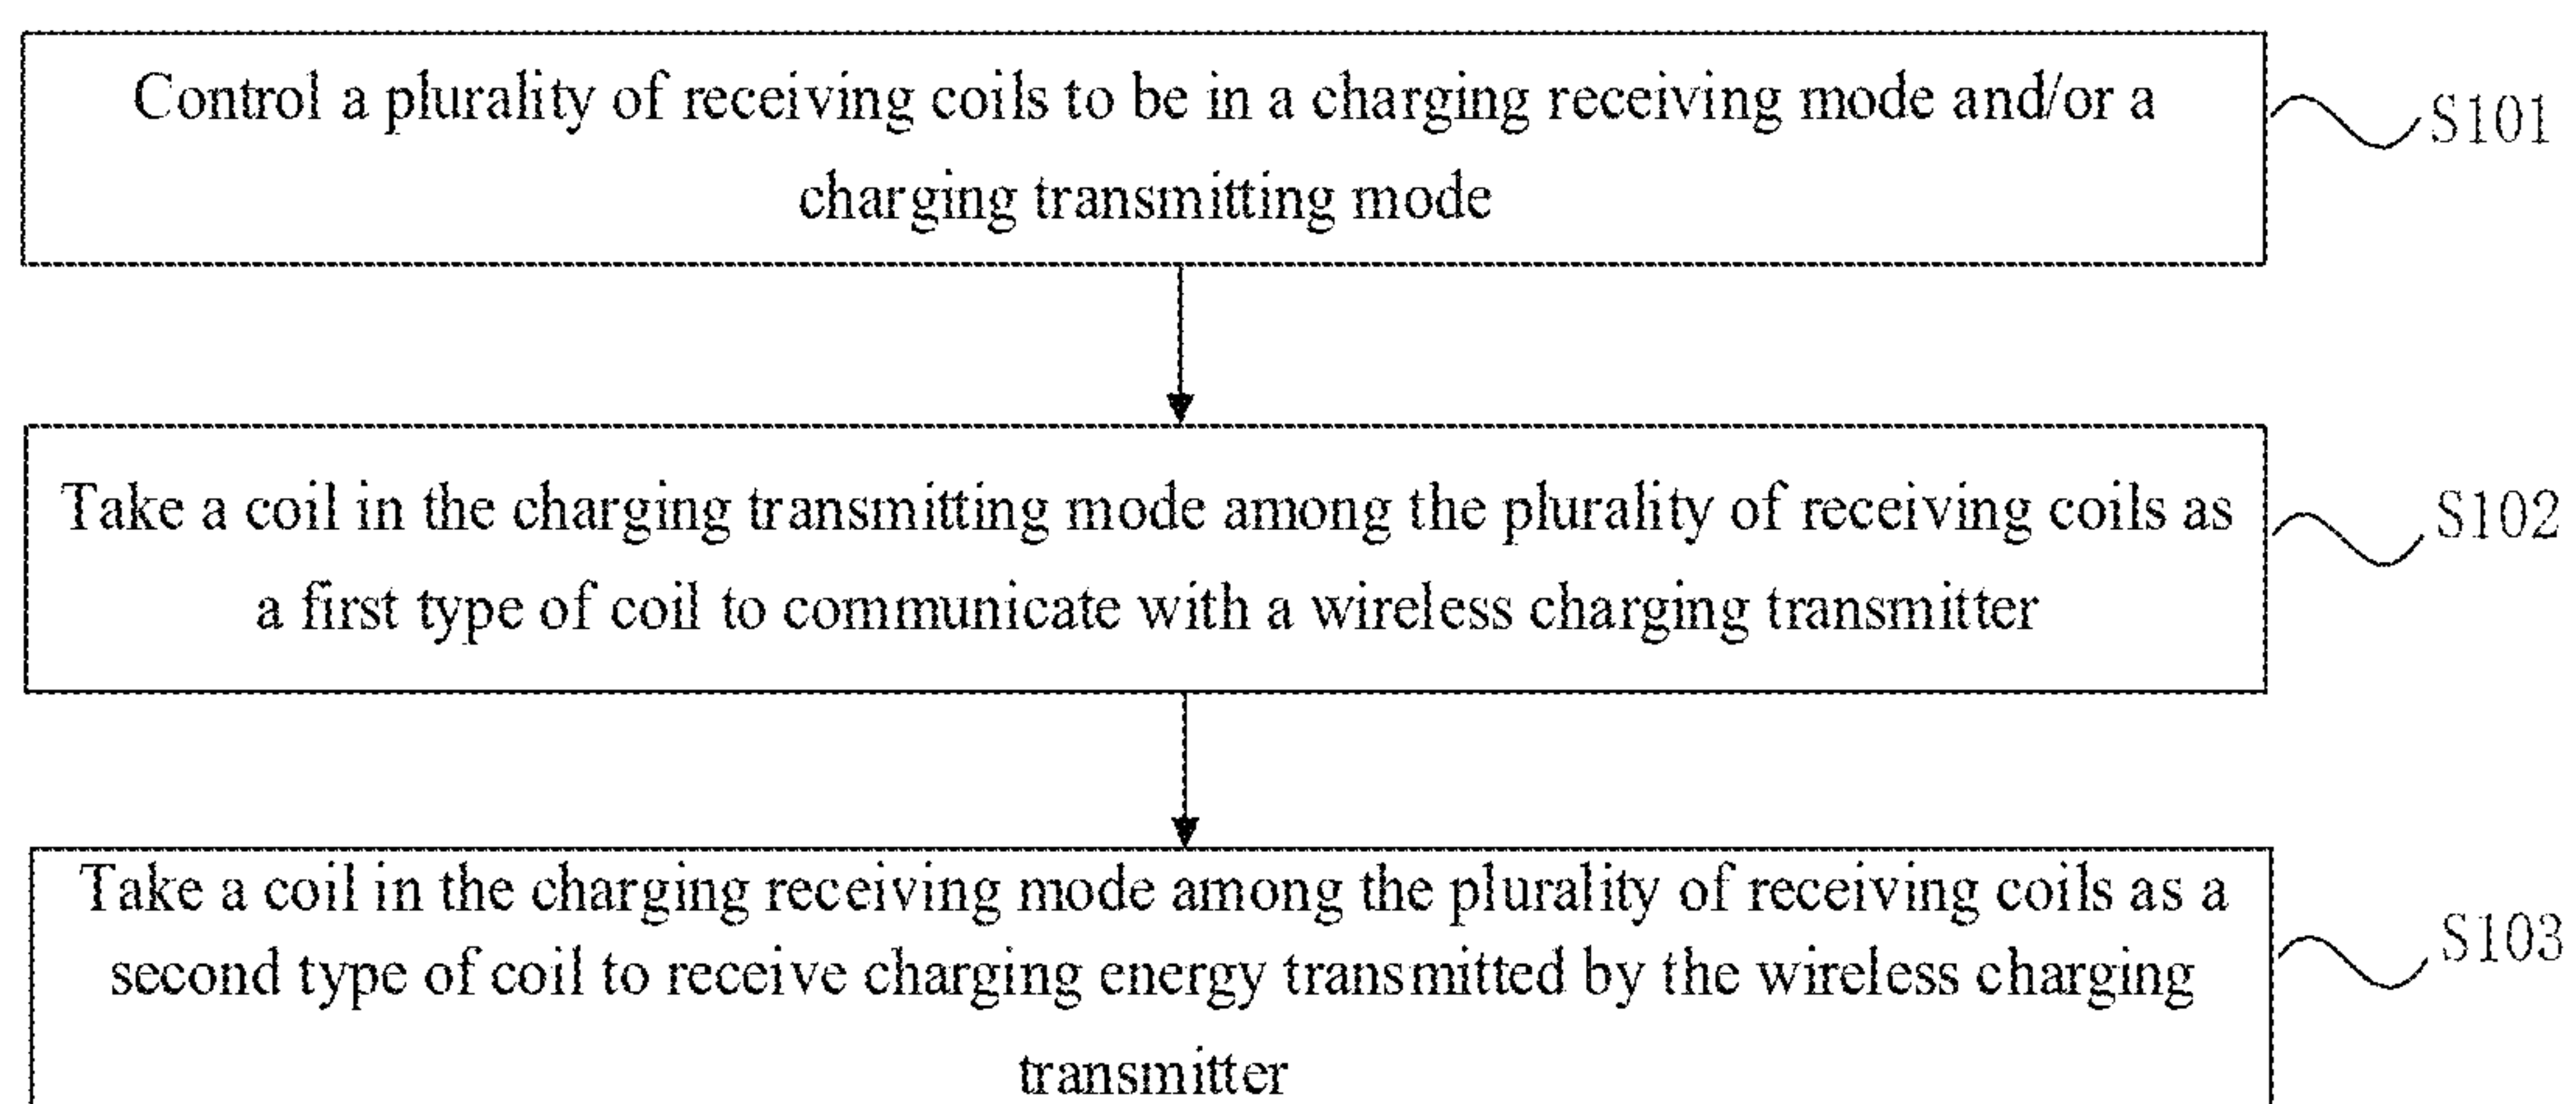 Control a plurality of receiving coils to be in a charging receiving mode and/or a
charging transmitting mode
S101
Take a coil in the charging transmitting mode among the plurality of receiving coils as
a first type of coil to communicate with a wireless charging transmitter
S102
Take a coil in the charging receiving mode among the plurality of receiving coils as a
second type of coil to receive charging energy transmitted by the wireless charging
transmitter
S103